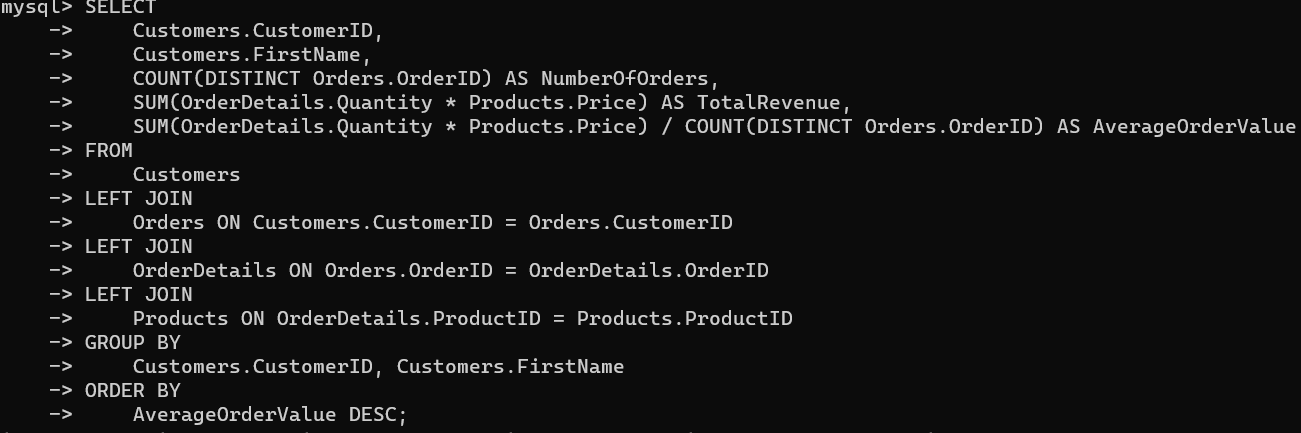 mysql> SELECT
    ->     Customers.CustomerID,
    ->     Customers.FirstName,
    ->     COUNT(DISTINCT Orders.OrderID) AS NumberOfOrders,
    ->     SUM(OrderDetails.Quantity * Products.Price) AS TotalRevenue,
    ->     SUM(OrderDetails.Quantity * Products.Price) / COUNT(DISTINCT Orders.OrderID) AS AverageOrderValue
    -> FROM
    ->     Customers
    -> LEFT JOIN
    ->     Orders ON Customers.CustomerID = Orders.CustomerID
    -> LEFT JOIN
    ->     OrderDetails ON Orders.OrderID = OrderDetails.OrderID
    -> LEFT JOIN
    ->     Products ON OrderDetails.ProductID = Products.ProductID
    -> GROUP BY
    ->     Customers.CustomerID, Customers.FirstName
    -> ORDER BY
    ->     AverageOrderValue DESC;